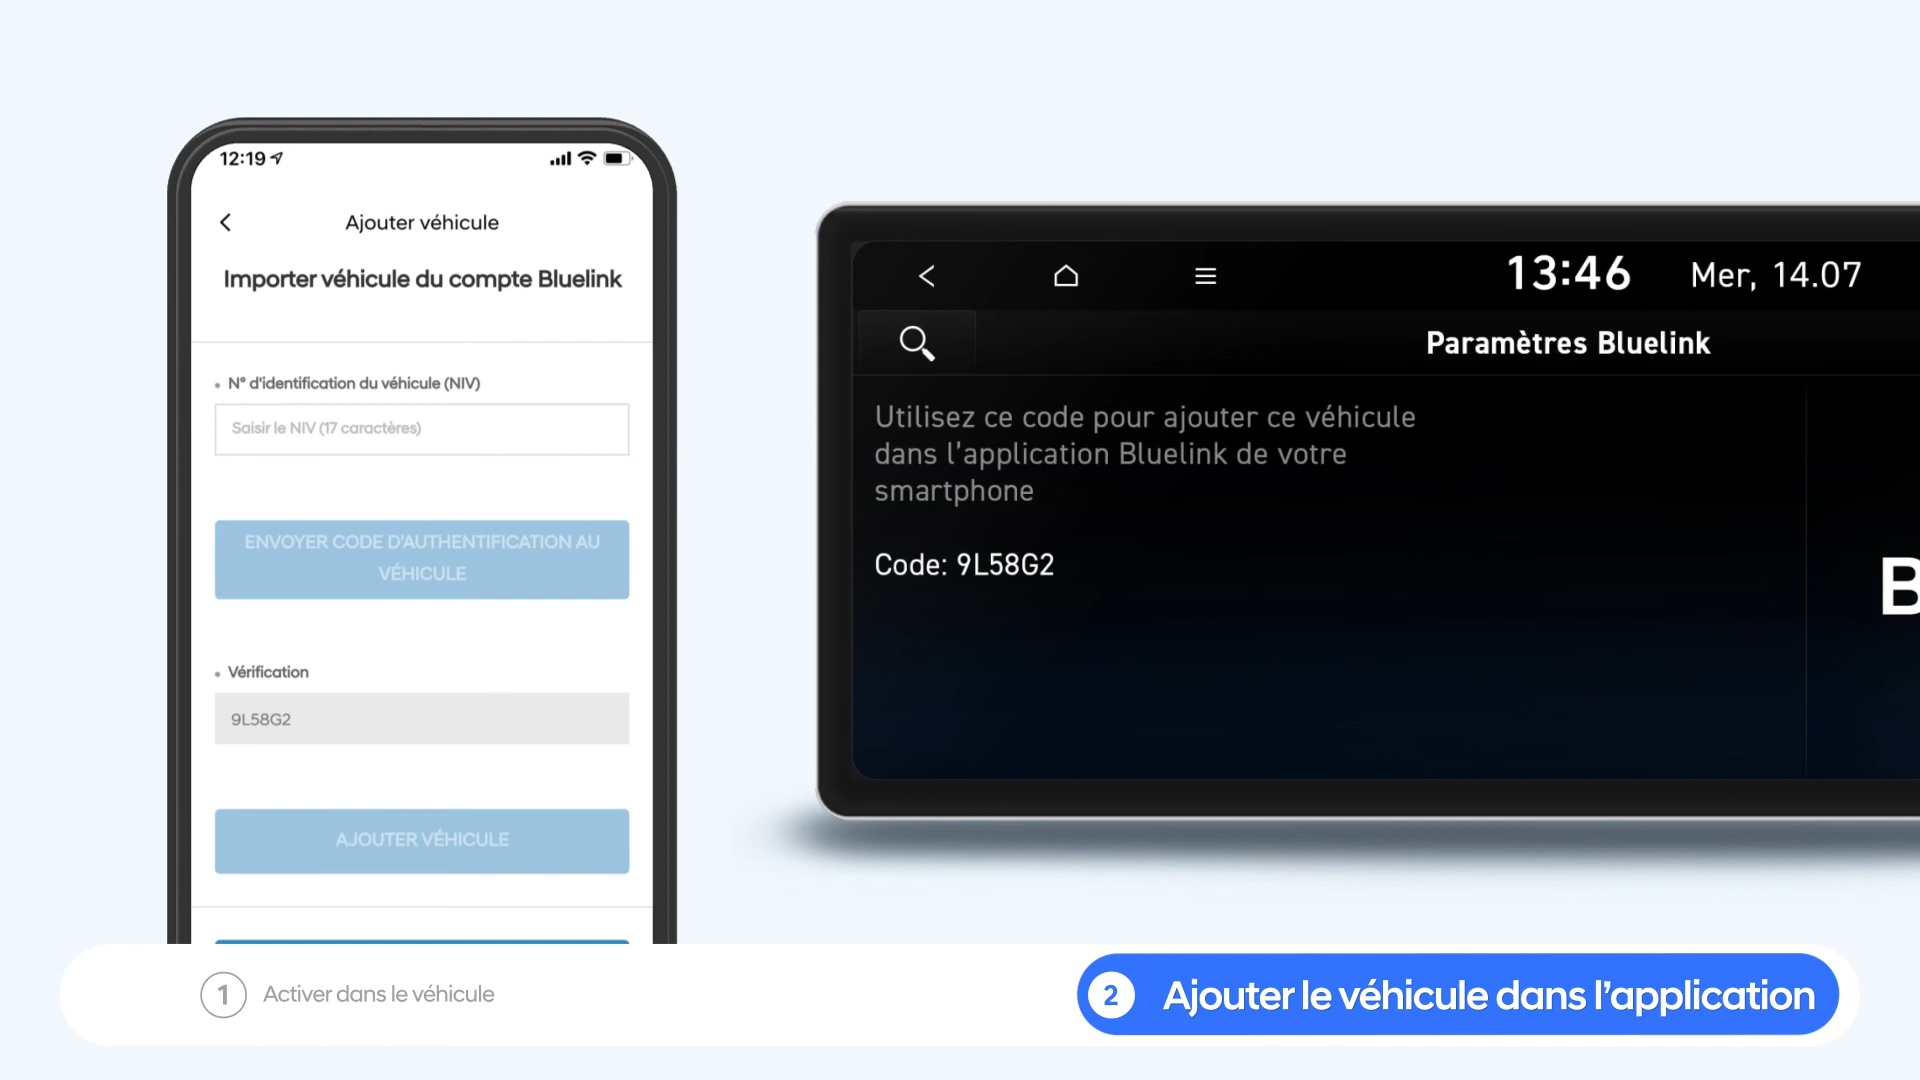 12:19
Ajouter véhicule
Importer véhicule du compte Bluelink
N° d'identification du véhicule (NIV)
Saisir le NIV (17 caractères)
ENVOYER CODE D'AUTHENTIFICATION AU
VÉHICULE
Vérification
9L58G2
AJOUTER VÉHICULE
13:46
Mer, 14.07
Paramètres Bluelink
Utilisez ce code pour ajouter ce véhicule
dans l’application Bluelink de votre
smartphone
Code: 9L58G2
B
1 Activer dans le véhicule
2 Ajouter le véhicule dans l’application